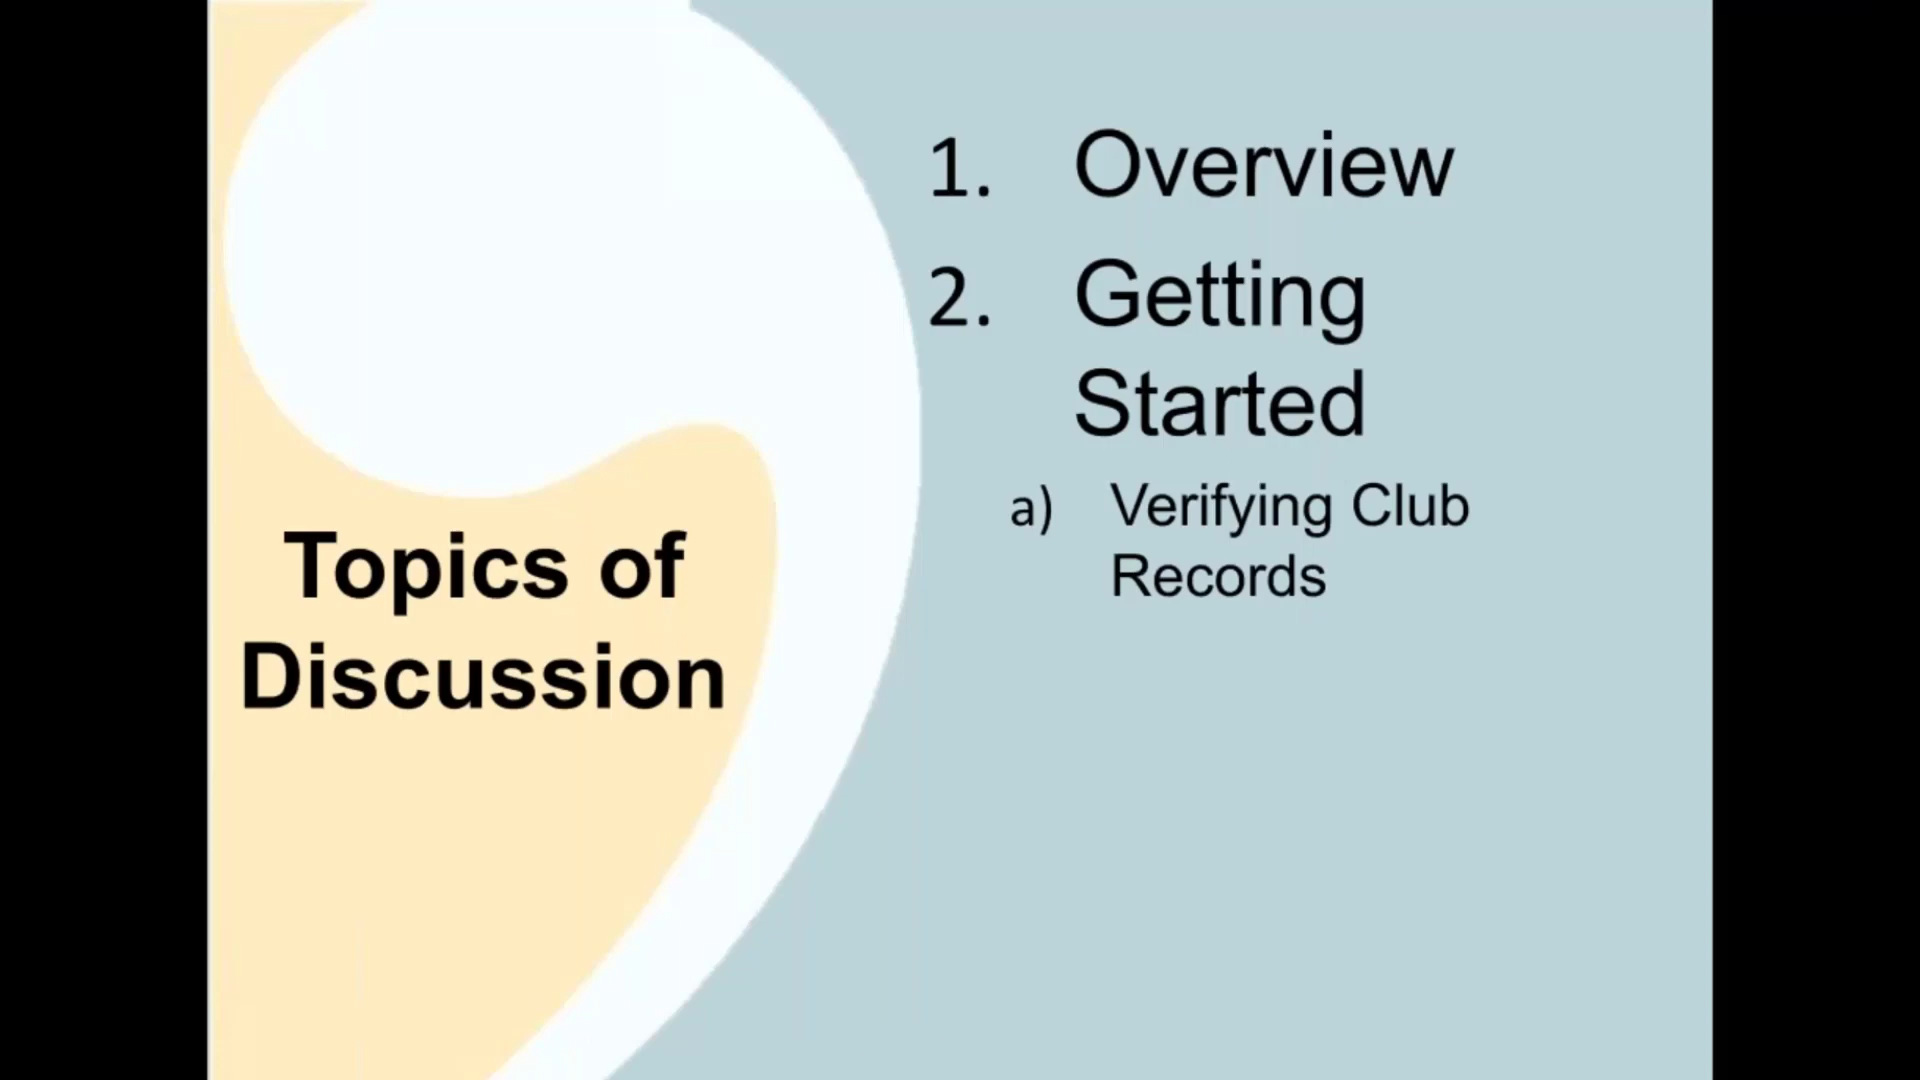 Topics of
Discussion
1. Overview
2. Getting
Started
a) Verifying Club
Records